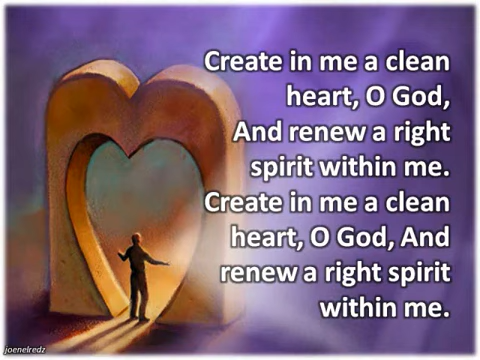 Create in me a clean
heart, O God,
And renew a right
spirit within me.
Create in me a clean
heart, O God, And
renew a right spirit
within me.
joenelredz